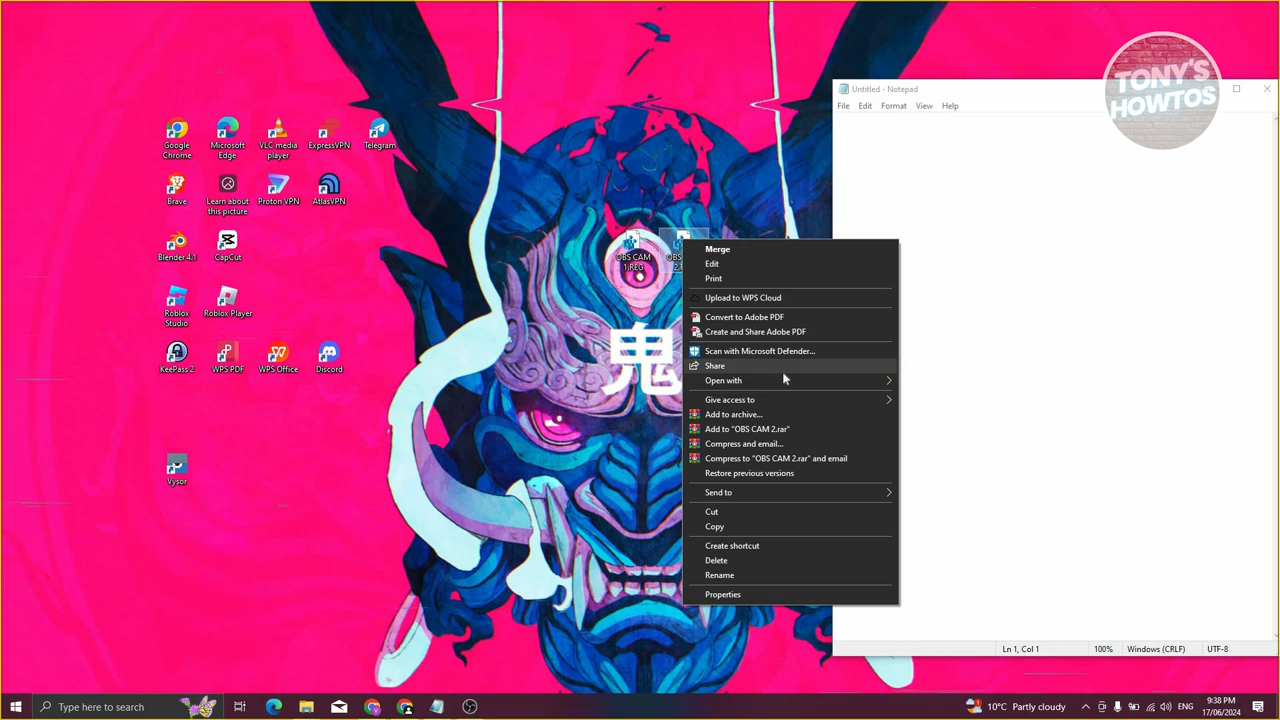 TONY'S
HOWTOS
Untitled - Notepad
File Edit Format View Help
Google
Chrome
Microsoft
Edge
VLC media
player
ExpressVPN
Telegram
Brave
Learn about
this picture
Proton VPN
AtlasVPN
Blender 4.1
CapCut
Roblox
Studio
Roblox Player
KeePass 2
WPS PDF
WPS Office
Discord
Vysor
OBS CAM
1.REG
鬼
Merge
Edit
Print
Upload to WPS Cloud
Convert to Adobe PDF
Create and Share Adobe PDF
Scan with Microsoft Defender...
Share
Open with
Give access to
Add to archive...
Add to "OBS CAM 2.rar"
Compress and email...
Compress to "OBS CAM 2.rar" and email
Restore previous versions
Send to
Cut
Copy
Create shortcut
Delete
Rename
Properties
Ln 1, Col 1 100% Windows (CRLF) UTF-8
Type here to search
10°C Partly cloudy
ENG
9:38 PM
17/06/2024